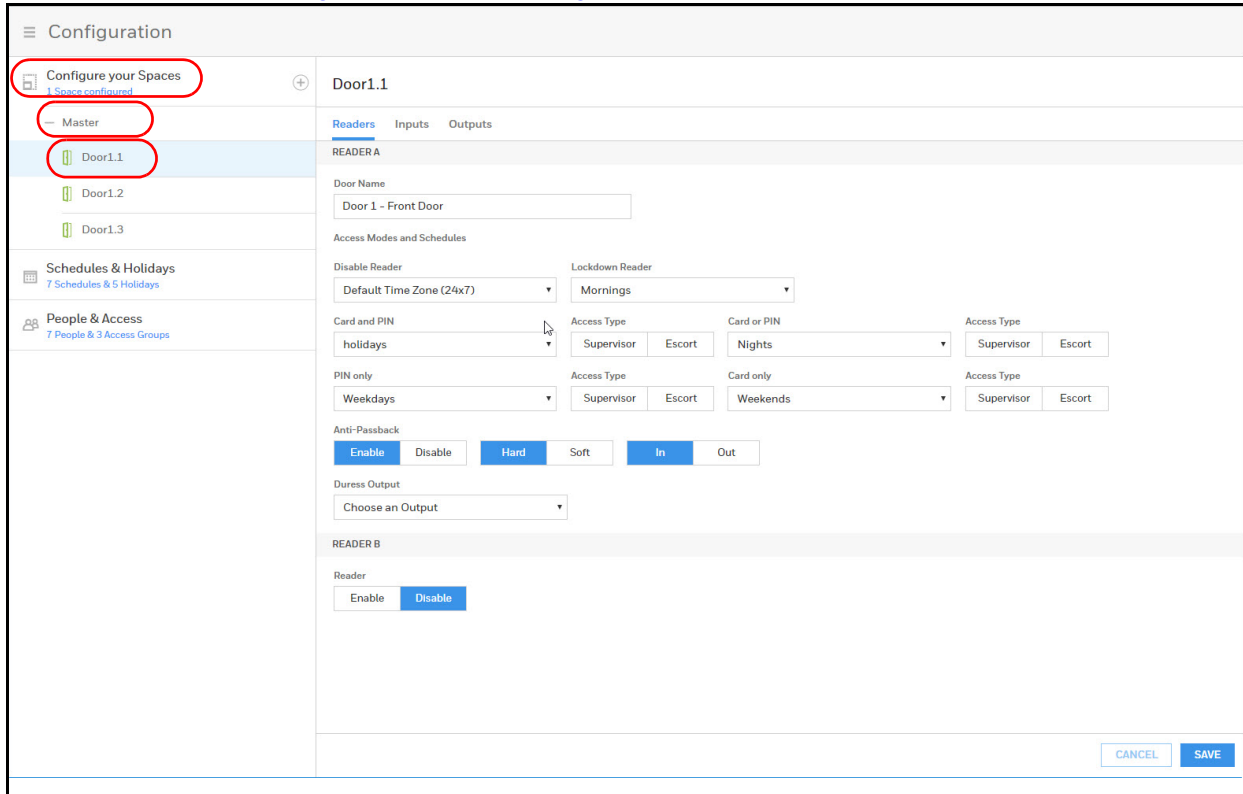 Configuration
Configure your Spaces
1 Space configured
Master
Door1.1
Door1.2
Door1.3
Schedules & Holidays
7 Schedules & 5 Holidays
People & Access
7 People & 3 Access Groups
Door1.1
Readers Inputs Outputs
READER A
Door Name
Door 1 – Front Door
Access Modes and Schedules
Disable Reader Lockdown Reader
Default Time Zone (24x7) Mornings
Card and PIN Access Type Card or PIN Access Type
holidays Supervisor Escort Nights Supervisor Escort
PIN only Access Type Card only Access Type
Weekdays Supervisor Escort Weekends Supervisor Escort
Anti-Passback
Enable Disable Hard Soft In Out
Duress Output
Choose an Output
READER B
Reader
Enable Disable
CANCEL SAVE